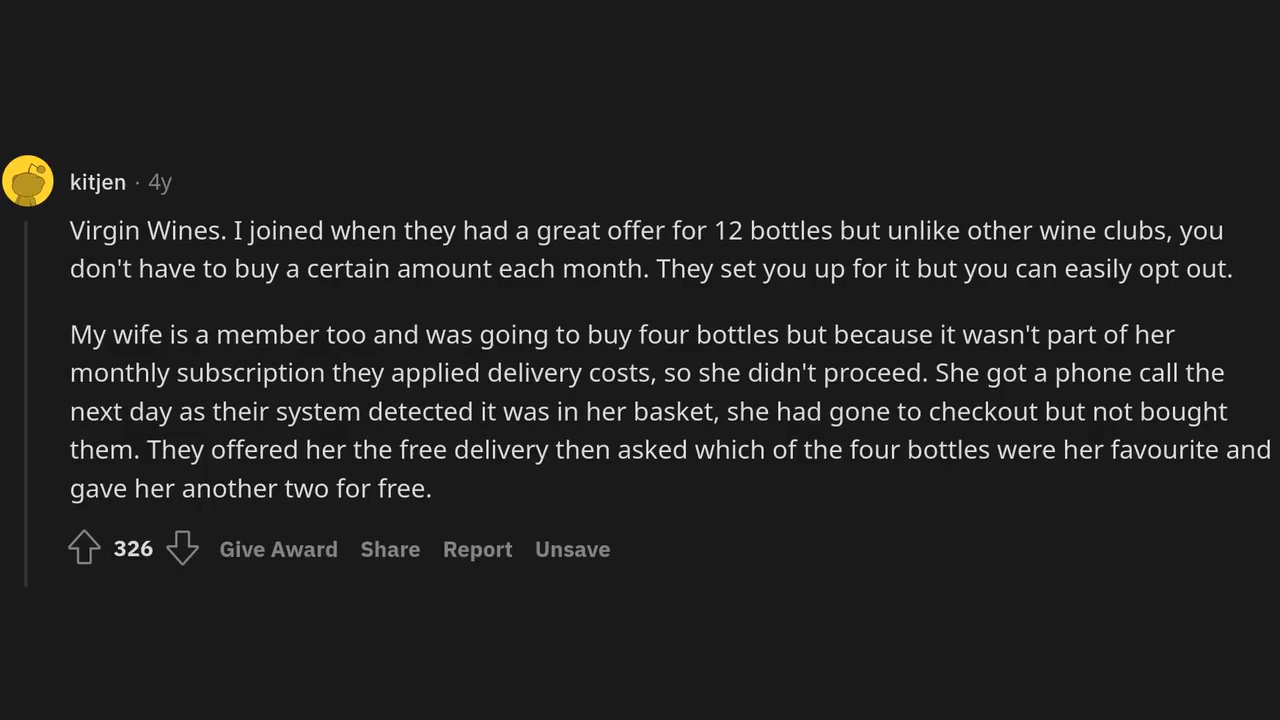 kitjen · 4y
Virgin Wines. I joined when they had a great offer for 12 bottles but unlike other wine clubs, you
don't have to buy a certain amount each month. They set you up for it but you can easily opt out.
My wife is a member too and was going to buy four bottles but because it wasn't part of her
monthly subscription they applied delivery costs, so she didn't proceed. She got a phone call the
next day as their system detected it was in her basket, she had gone to checkout but not bought
them. They offered her the free delivery then asked which of the four bottles were her favourite and
gave her another two for free.
326 Give Award Share Report Unsave